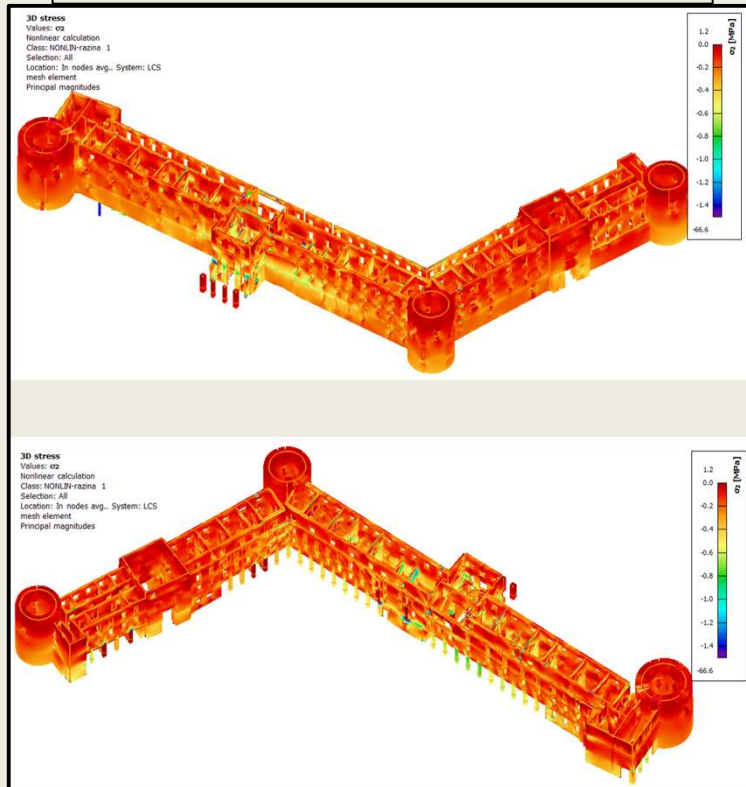 3D stress
Values: σ2
Nonlinear calculation
Class: NONLIN-razina 1
Selection: All
Location: In nodes avg.. System: LCS
mesh element
Principal magnitudes
1.2
0.0
-0.2
-0.4
-0.6
-0.8
-1.0
-1.2
-1.4
-66.6
σ2 [MPa]
3D stress
Values: σ2
Nonlinear calculation
Class: NONLIN-razina 1
Selection: All
Location: In nodes avg.. System: LCS
mesh element
Principal magnitudes
1.2
0.0
-0.2
-0.4
-0.6
-0.8
-1.0
-1.2
-1.4
-66.6
σ2 [MPa]